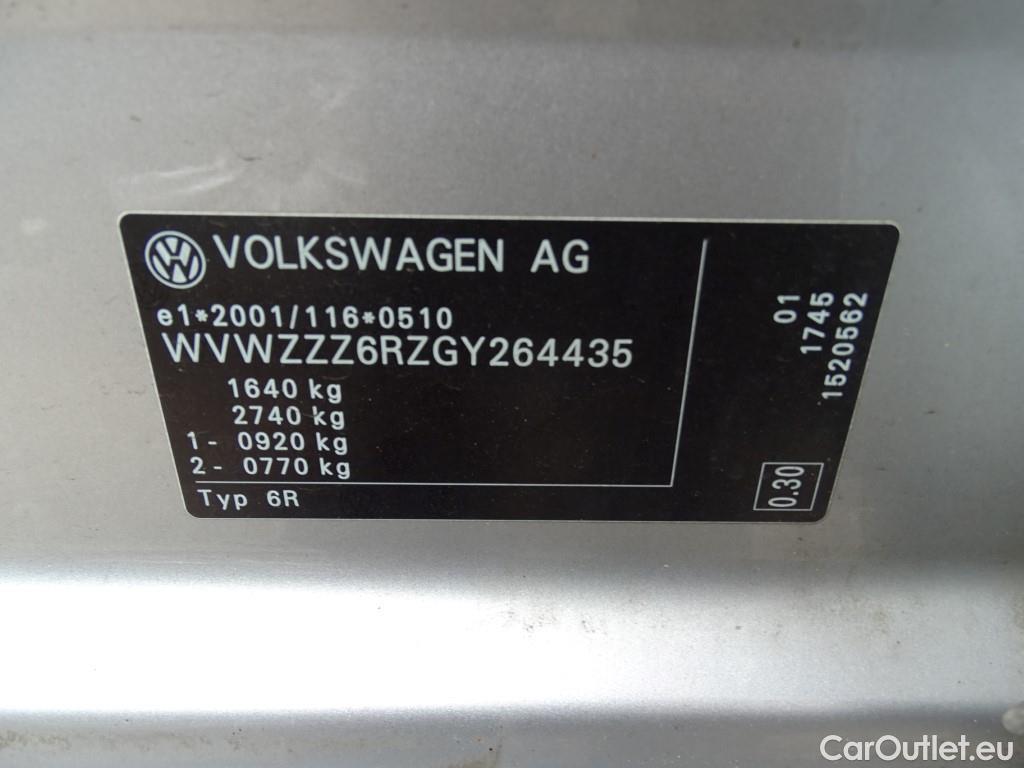 VOLKSWAGEN AG
e1*2001/116*0510
WVWZZZ6RZGY264435
1640 kg
2740 kg
1- 0920 kg
2- 0770 kg
Typ 6R
01
1745
1520562
0.30
CarOutlet.eu